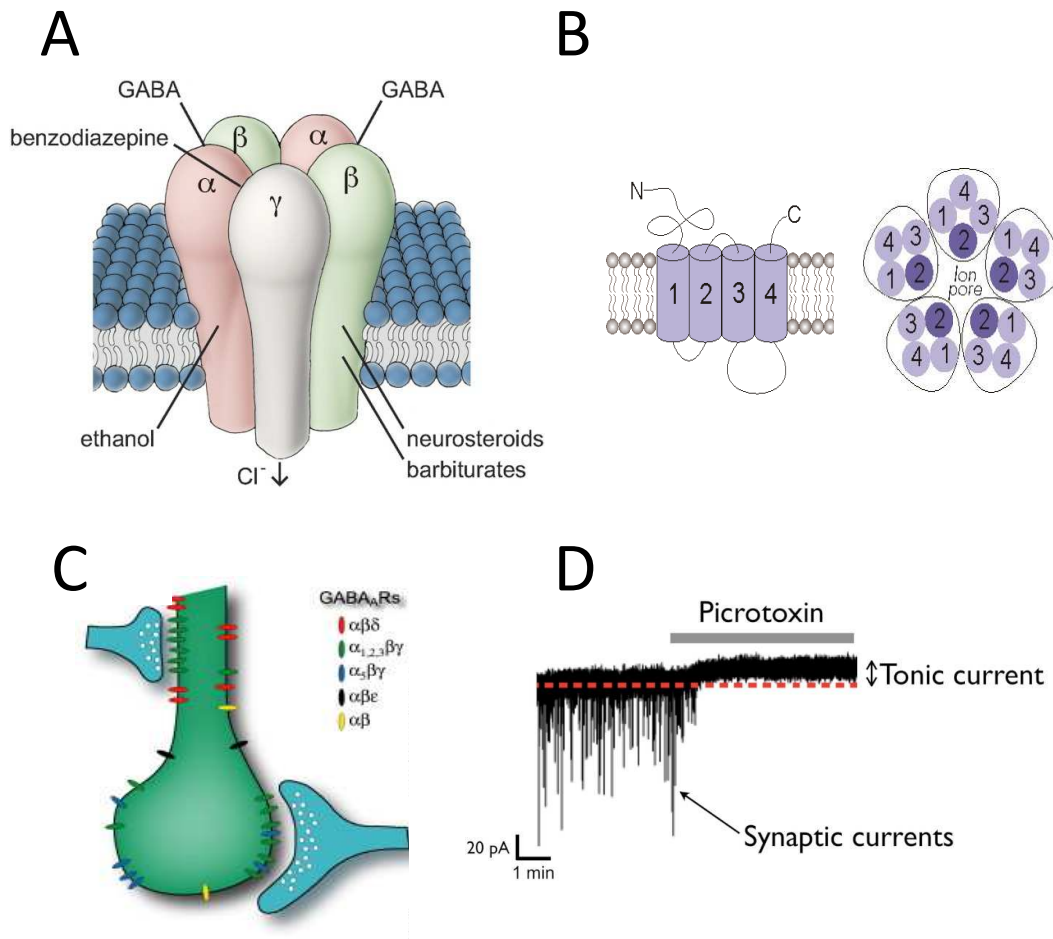 A
GABA
GABA
benzodiazepine
β
α
α
β
γ
ethanol
neurosteroids
barbiturates
Cl⁻
B
N
C
1 2 3 4
4
1 3
2
4 3
1 2
1 4
2 3
Ion
pore
3 2
4 1
2 1
3 4
C
GABA_ARs
αβδ
α₁,₂,₃βγ
α₅βγ
αβε
αβ
D
Picrotoxin
Tonic current
Synaptic currents
20 pA
1 min